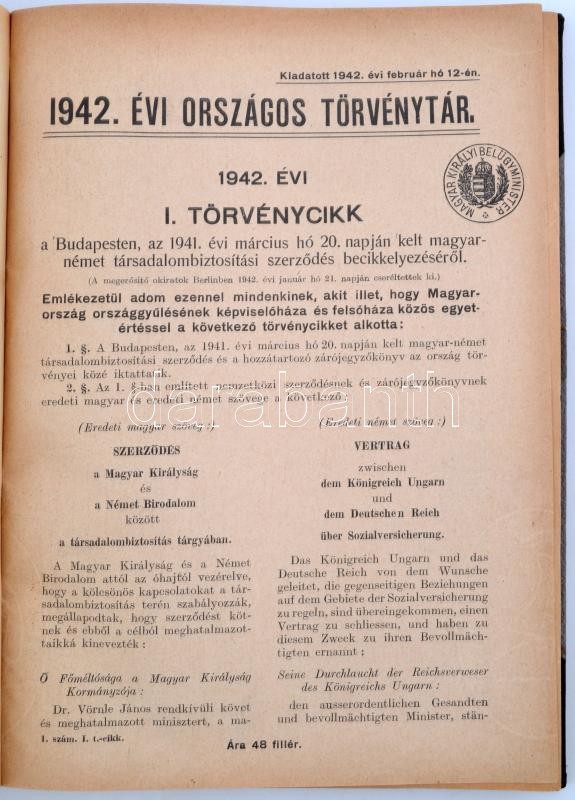 Kiadatott 1942. évi február hó 12-én.
1942. ÉVI ORSZÁGOS TÖRVÉNYTÁR.
MAGYAR KIRÁLYI BELÜGYMINISTER
1942. ÉVI
I. TÖRVÉNYCIKK
a Budapesten, az 1941. évi március hó 20. napján kelt magyar-
német társadalombiztosítási szerződés becikkelyezéséről.
(A megerősítő okiratok Berlinben 1942. évi január hó 21. napján cseréltettek ki.)
Emlékezetül adom ezennel mindenkinek, akit illet, hogy Magyar-
ország országgyűlésének képviselőháza és felsőháza közös egyet-
értéssel a következő törvénycikket alkotta:
1. §. A Budapesten, az 1941. évi március hó 20. napján kelt magyar-német
társadalombiztosítási szerződés és a hozzátartozó zárójegyzőkönyv az ország tör-
vényei közé iktattatik.
2. §. Az 1. §-ban említett nemzetközi szerződésnek és zárójegyzőkönyvnek
eredeti magyar és eredeti német szövege a következő:
darabanth
(Eredeti magyar szöveg:)
SZERZŐDÉS
a Magyar Királyság
és
a Német Birodalom
között
a társadalombiztosítás tárgyában.
A Magyar Királyság és a Német
Birodalom attól az óhajtól vezérelve,
hogy a kölcsönös kapcsolatokat a tár-
sadalombiztosítás terén szabályozzák,
megállapodtak, hogy szerződést köt-
nek és ebből a célból meghatalmazot-
taikká kinevezték:
Ő Főméltósága a Magyar Királyság
Kormányzója:
Dr. Vörnle János rendkívüli követ
és meghatalmazott minisztert, a ma-
1. szám. I. t.-cikk.
(Eredeti német szöveg:)
VERTRAG
zwischen
dem Königreich Ungarn
und
dem Deutschen Reich
über Sozialversicherung.
Das Königreich Ungarn und das
Deutsche Reich von dem Wunsche
geleitet, die gegenseitigen Beziehungen
auf dem Gebiete der Sozialversicherung
zu regeln, sind übereingekommen, einen
Vertrag zu schliessen, und haben zu
diesem Zweck zu ihren Bevollmäch-
tigten ernannt:
Seine Durchlaucht der Reichsverweser
des Königreichs Ungarn:
den ausserordentlichen Gesandten
und bevollmächtigten Minister, stän-
Ára 48 fillér.